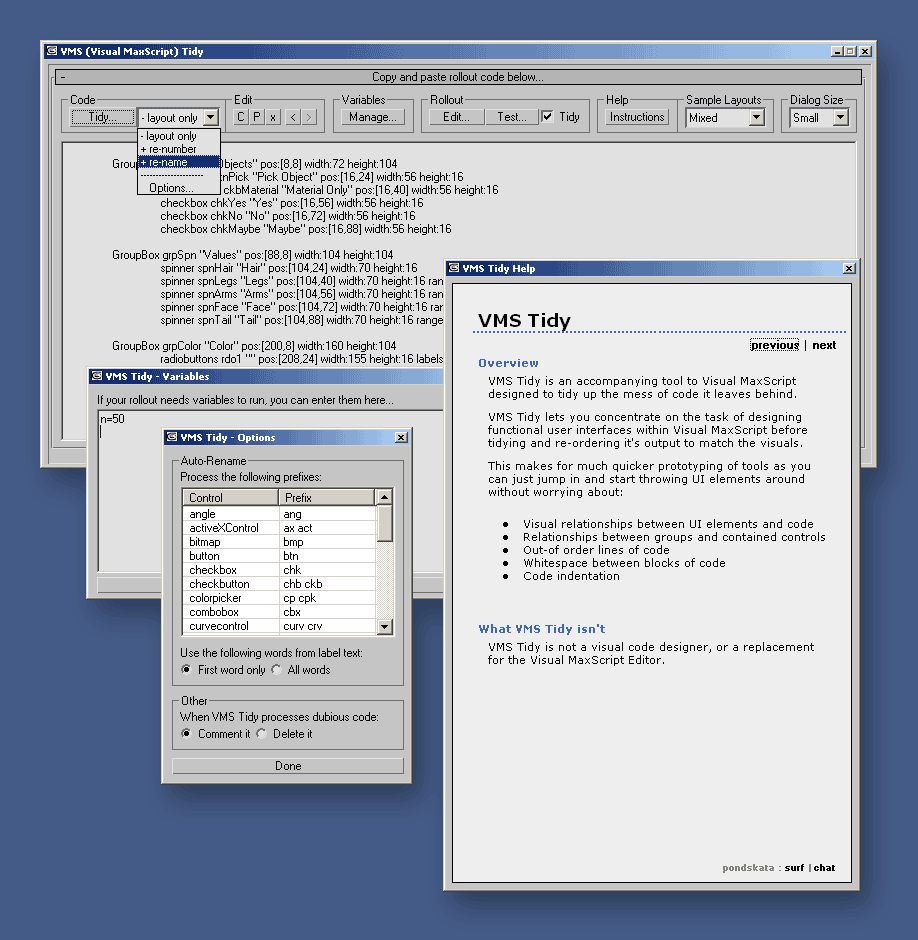 VMS (Visual MaxScript) Tidy
- Copy and paste rollout code below...
Code Edit Variables Rollout Help Sample Layouts Dialog Size
Tidy... - layout only C P x < > Manage... Edit... Test... Tidy Instructions Mixed Small
- layout only
+ re-number
+ re-name
--------------------
Options...
Group bjects" pos:[8,8] width:72 height:104
tnPick "Pick Object" pos:[16,24] width:56 height:16
ckbMaterial "Material Only" pos:[16,40] width:56 height:16
checkbox chkYes "Yes" pos:[16,56] width:56 height:16
checkbox chkNo "No" pos:[16,72] width:56 height:16
checkbox chkMaybe "Maybe" pos:[16,88] width:56 height:16
GroupBox grpSpn "Values" pos:[88,8] width:104 height:104
spinner spnHair "Hair" pos:[104,24] width:70 height:16
spinner spnLegs "Legs" pos:[104,40] width:70 height:16 ran
spinner spnArms "Arms" pos:[104,56] width:70 height:16 ran
spinner spnFace "Face" pos:[104,72] width:70 height:16 ran
spinner spnTail "Tail" pos:[104,88] width:70 height:16 range
GroupBox grpColor "Color" pos:[200,8] width:160 height:104
radiobuttons rdo1 "" pos:[208,24] width:155 height:16 labels
VMS Tidy - Variables
If your rollout needs variables to run, you can enter them here...
n=50
VMS Tidy - Options
Auto-Rename
Process the following prefixes:
Control Prefix
angle ang
activeXControl ax act
bitmap bmp
button btn
checkbox chk
checkbutton chb ckb
colorpicker cp cpk
combobox cbx
curvecontrol curv crv
Use the following words from label text:
First word only All words
Other
When VMS Tidy processes dubious code:
Comment it Delete it
Done
VMS Tidy Help
VMS Tidy
previous | next
Overview
VMS Tidy is an accompanying tool to Visual MaxScript
designed to tidy up the mess of code it leaves behind.
VMS Tidy lets you concentrate on the task of designing
functional user interfaces within Visual MaxScript before
tidying and re-ordering it's output to match the visuals.
This makes for much quicker prototyping of tools as you
can just jump in and start throwing UI elements around
without worrying about:
● Visual relationships between UI elements and code
● Relationships between groups and contained controls
● Out-of order lines of code
● Whitespace between blocks of code
● Code indentation
What VMS Tidy isn't
VMS Tidy is not a visual code designer, or a replacement
for the Visual MaxScript Editor.
pondskata : surf | chat